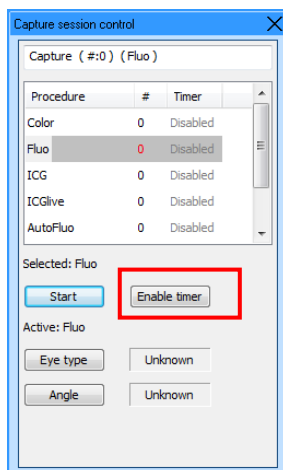 Capture session control
Capture ( #:0 ) ( Fluo )
Procedure # Timer
Color 0 Disabled
Fluo 0 Disabled
ICG 0 Disabled
ICGlive 0 Disabled
AutoFluo 0 Disabled
Selected: Fluo
Start Enable timer
Active: Fluo
Eye type Unknown
Angle Unknown